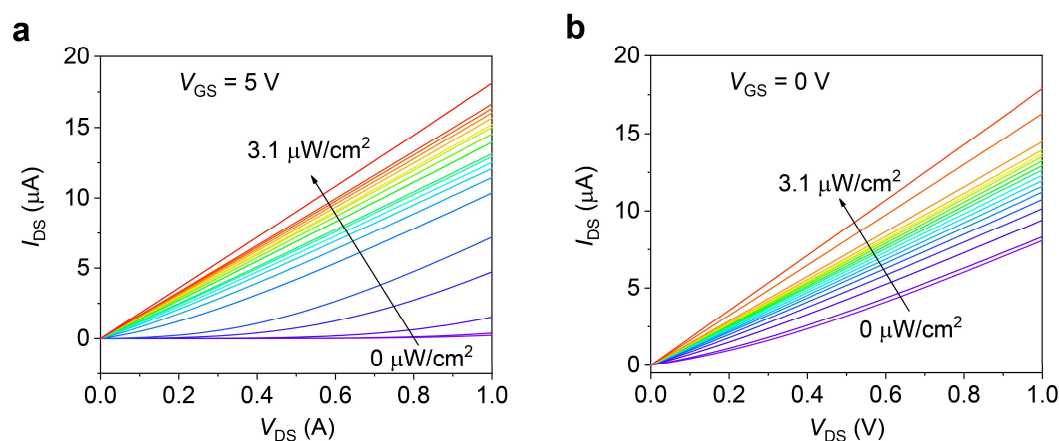 a
V_GS = 5 V
3.1 μW/cm²
0 μW/cm²
I_DS (μA)
20
15
10
5
0
0.0 0.2 0.4 0.6 0.8 1.0
V_DS (A)
b
V_GS = 0 V
3.1 μW/cm²
0 μW/cm²
I_DS (μA)
20
15
10
5
0
0.0 0.2 0.4 0.6 0.8 1.0
V_DS (V)